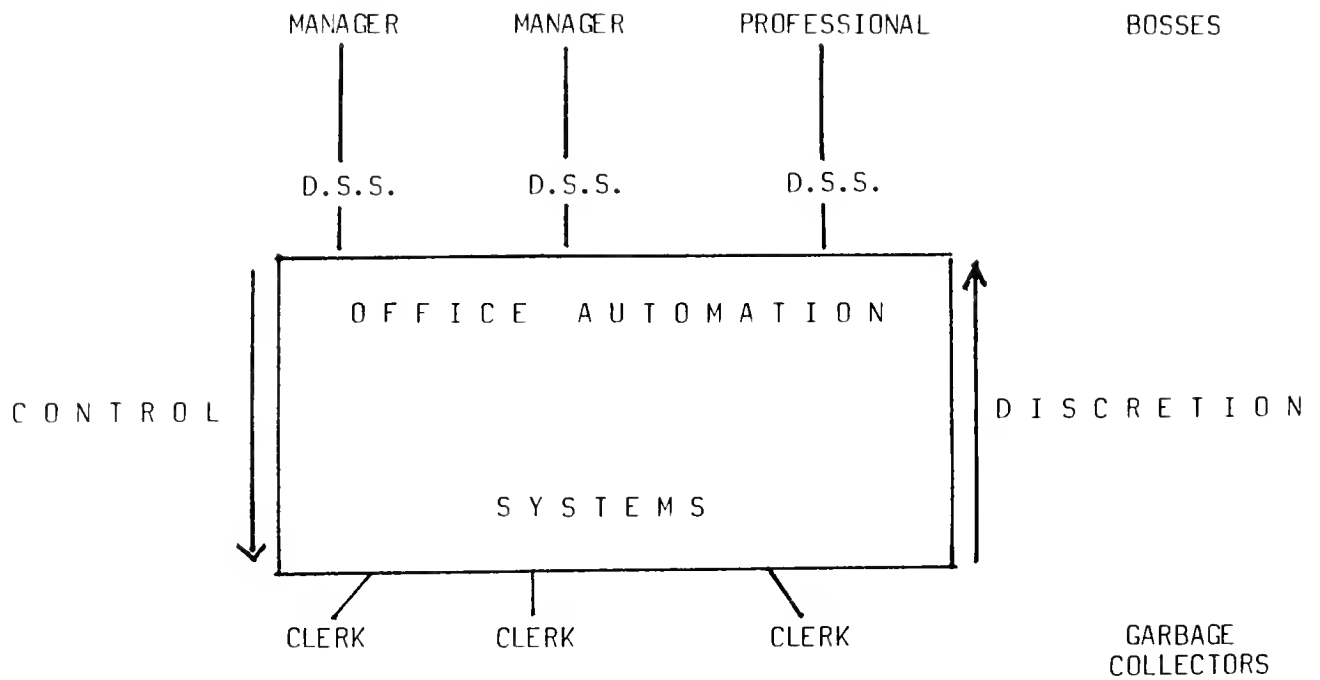 MANAGER MANAGER PROFESSIONAL BOSSES
D.S.S. D.S.S. D.S.S.
OFFICE AUTOMATION
CONTROL DISCRETION
SYSTEMS
CLERK CLERK CLERK GARBAGE
COLLECTORS